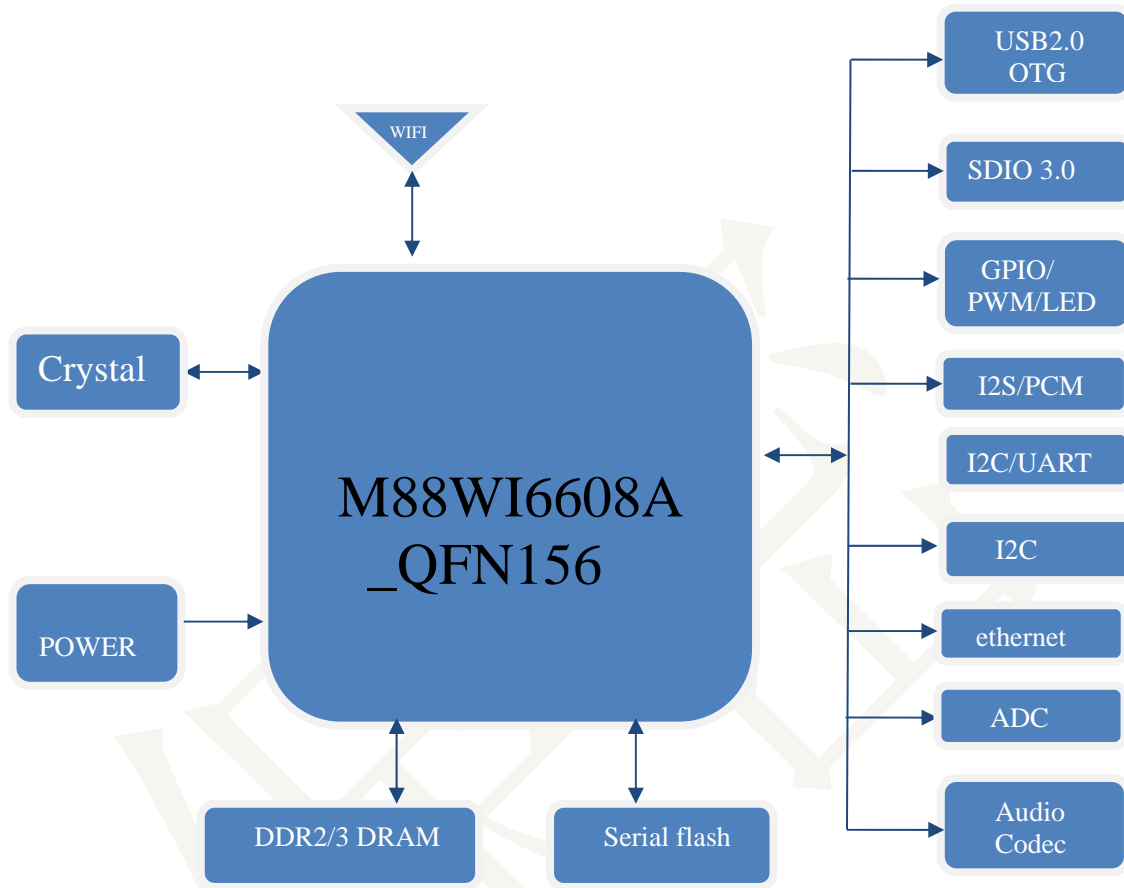 WIFI
Crystal
POWER
M88WI6608A
_QFN156
DDR2/3 DRAM
Serial flash
USB2.0
OTG
SDIO 3.0
GPIO/
PWM/LED
I2S/PCM
I2C/UART
I2C
ethernet
ADC
Audio
Codec